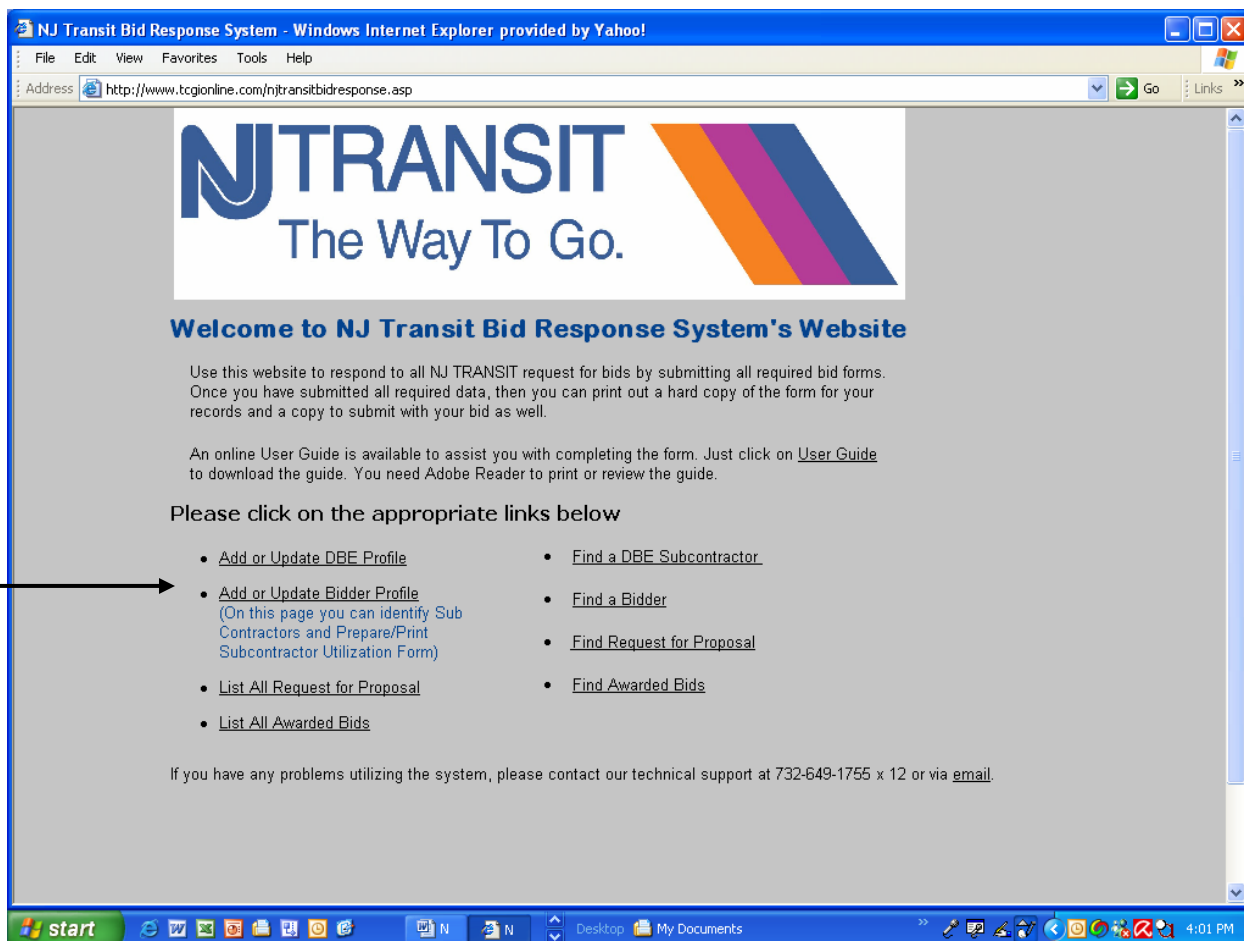 NJ Transit Bid Response System - Windows Internet Explorer provided by Yahoo!
File Edit View Favorites Tools Help
Address http://www.tcgionline.com/njtransitbidresponse.asp Go Links »
NJ TRANSIT
The Way To Go.
Welcome to NJ Transit Bid Response System's Website
Use this website to respond to all NJ TRANSIT request for bids by submitting all required bid forms.
Once you have submitted all required data, then you can print out a hard copy of the form for your
records and a copy to submit with your bid as well.
An online User Guide is available to assist you with completing the form. Just click on User Guide
to download the guide. You need Adobe Reader to print or review the guide.
Please click on the appropriate links below
• Add or Update DBE Profile
• Add or Update Bidder Profile
(On this page you can identify Sub
Contractors and Prepare/Print
Subcontractor Utilization Form)
• List All Request for Proposal
• List All Awarded Bids
• Find a DBE Subcontractor
• Find a Bidder
• Find Request for Proposal
• Find Awarded Bids
If you have any problems utilizing the system, please contact our technical support at 732-649-1755 x 12 or via email.
start N N Desktop My Documents » 4:01 PM